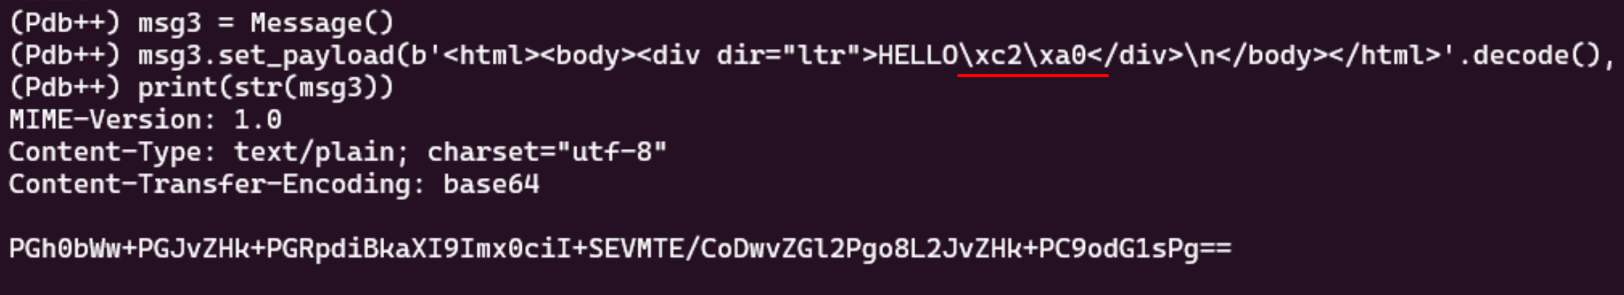 (Pdb++) msg3 = Message()
(Pdb++) msg3.set_payload(b'<html><body><div dir="ltr">HELLO\xc2\xa0</div>\n</body></html>'.decode(),
(Pdb++) print(str(msg3))
MIME-Version: 1.0
Content-Type: text/plain; charset="utf-8"
Content-Transfer-Encoding: base64
PGh0bWw+PGJvZHk+PGRpdiBkaXI9Imx0ciI+SEVMTE/CoDwvZGl2Pgo8L2JvZHk+PC9odG1sPg==